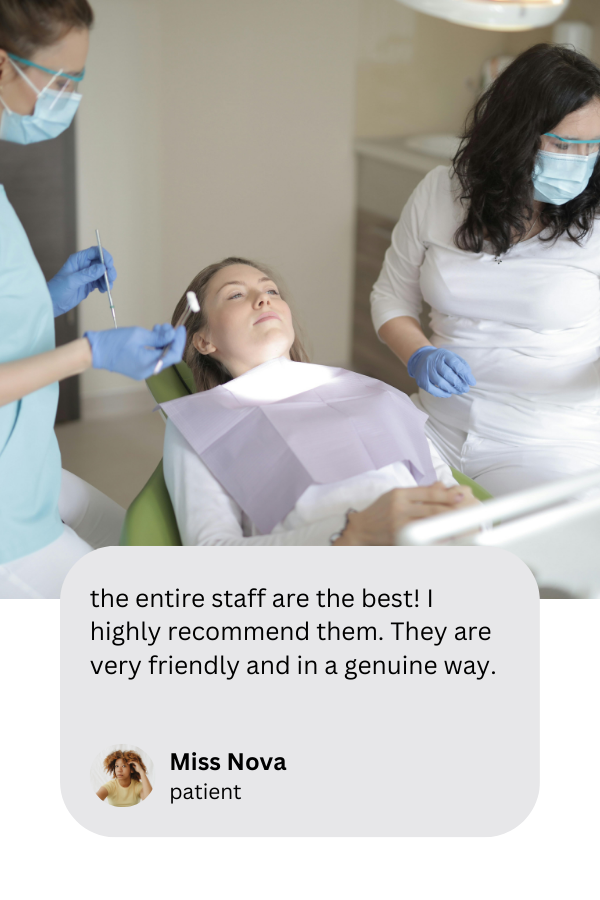 the entire staff are the best! I
highly recommend them. They are
very friendly and in a genuine way.
Miss Nova
patient